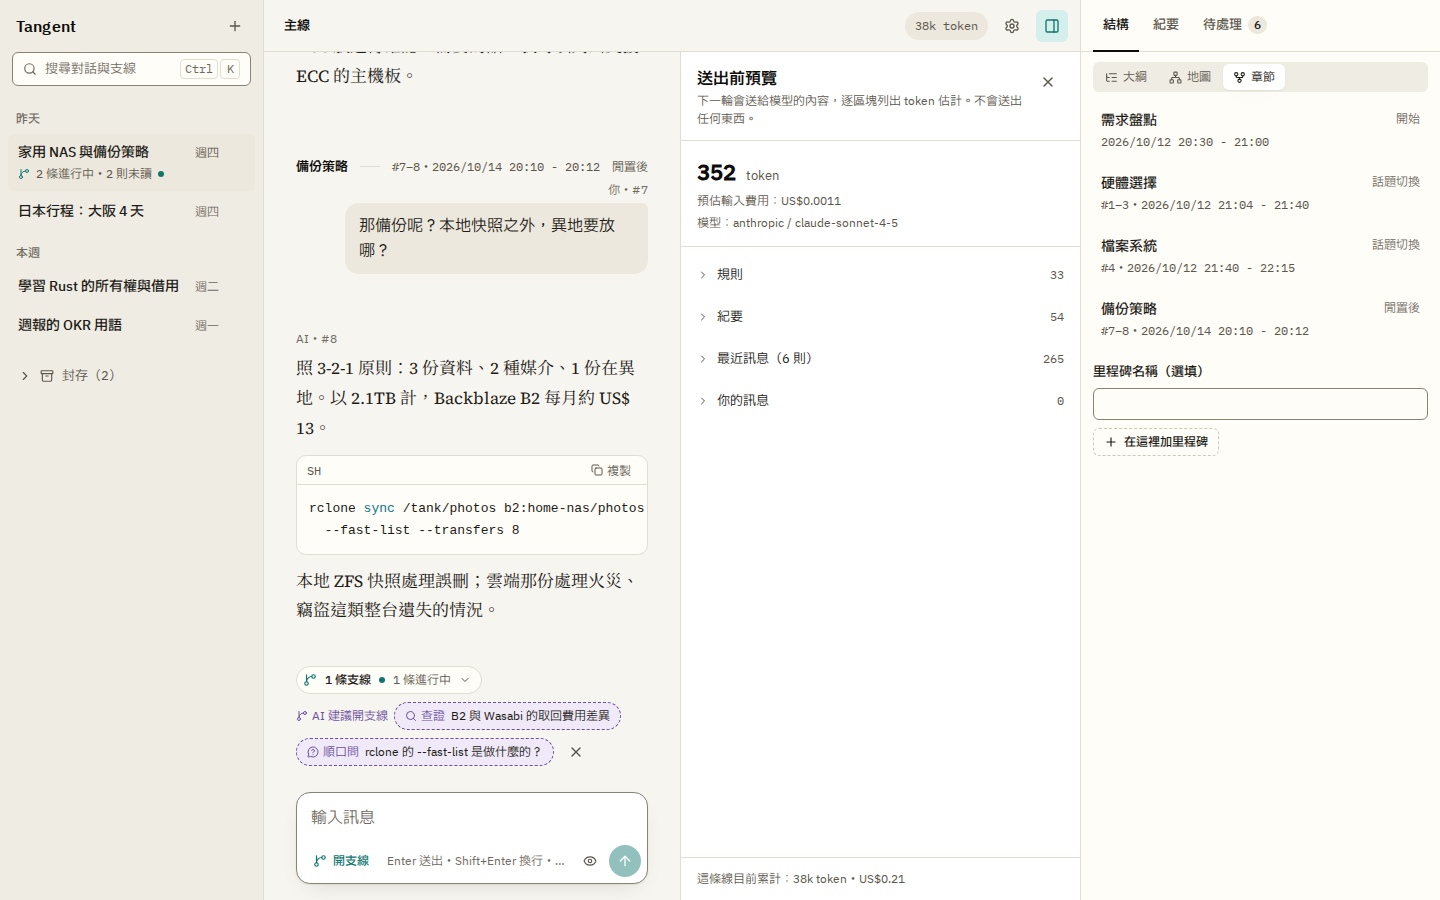 Tangent
搜尋對話與支線 Ctrl K
昨天
家用 NAS 與備份策略 週四
2 條進行中・2 則未讀
日本行程：大阪 4 天 週四
本週
學習 Rust 的所有權與借用 週二
週報的 OKR 用語 週一
封存（2）
主線
38k token
ECC 的主機板。
備份策略 #7–8・2026/10/14 20:10 - 20:12 閒置後
你・#7
那備份呢？本地快照之外，異地要放
哪？
AI・#8
照 3-2-1 原則：3 份資料、2 種媒介、1 份在異
地。以 2.1TB 計，Backblaze B2 每月約 US$
13。
SH 複製
rclone sync /tank/photos b2:home-nas/photos
--fast-list --transfers 8
本地 ZFS 快照處理誤刪；雲端那份處理火災、
竊盜這類整台遺失的情況。
1 條支線 1 條進行中
AI 建議開支線 查證 B2 與 Wasabi 的取回費用差異
順口問 rclone 的 --fast-list 是做什麼的？
輸入訊息
開支線 Enter 送出・Shift+Enter 換行・…
送出前預覽
下一輪會送給模型的內容，逐區塊列出 token 估計。不會送出
任何東西。
352 token
預估輸入費用：US$0.0011
模型：anthropic / claude-sonnet-4-5
規則 33
紀要 54
最近訊息（6 則） 265
你的訊息 0
這條線目前累計：38k token・US$0.21
結構 紀要 待處理 6
大綱 地圖 章節
需求盤點 開始
2026/10/12 20:30 - 21:00
硬體選擇 話題切換
#1–3・2026/10/12 21:04 - 21:40
檔案系統 話題切換
#4・2026/10/12 21:40 - 22:15
備份策略 閒置後
#7–8・2026/10/14 20:10 - 20:12
里程碑名稱（選填）
在這裡加里程碑